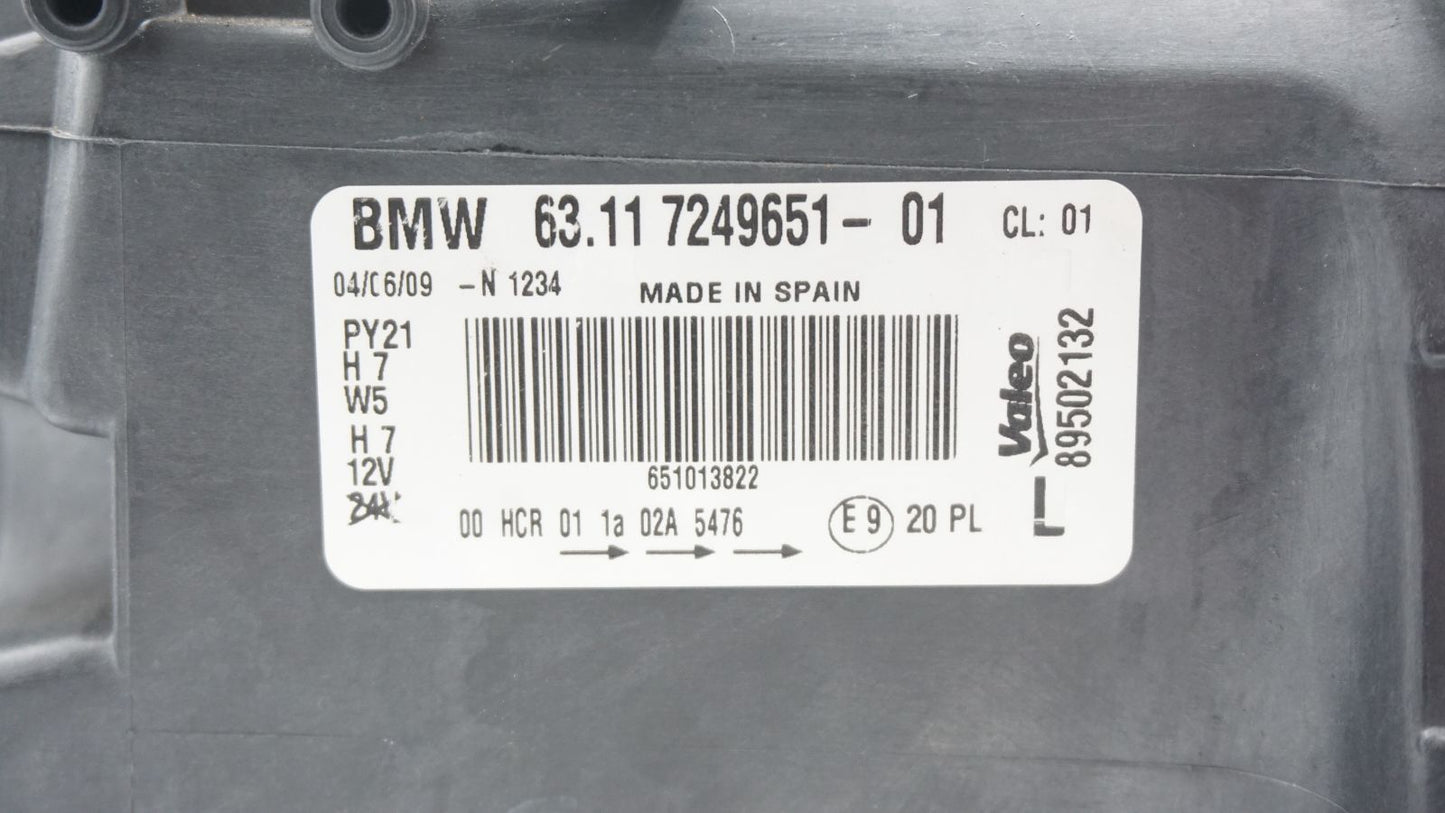 BMW 63.11 7249651- 01 CL: 01
04/06/09 -N 1234 MADE IN SPAIN
PY21
H 7
W5
H 7
12V
651013822
00 HCR 01 1a 02A 5476 E 9 20 PL
L
Valeo
89502132